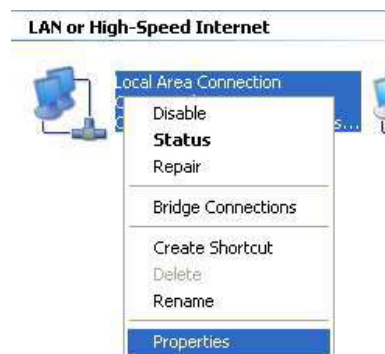 LAN or High-Speed Internet
Local Area Connection
Disable
Status
Repair
Bridge Connections
Create Shortcut
Delete
Rename
Properties